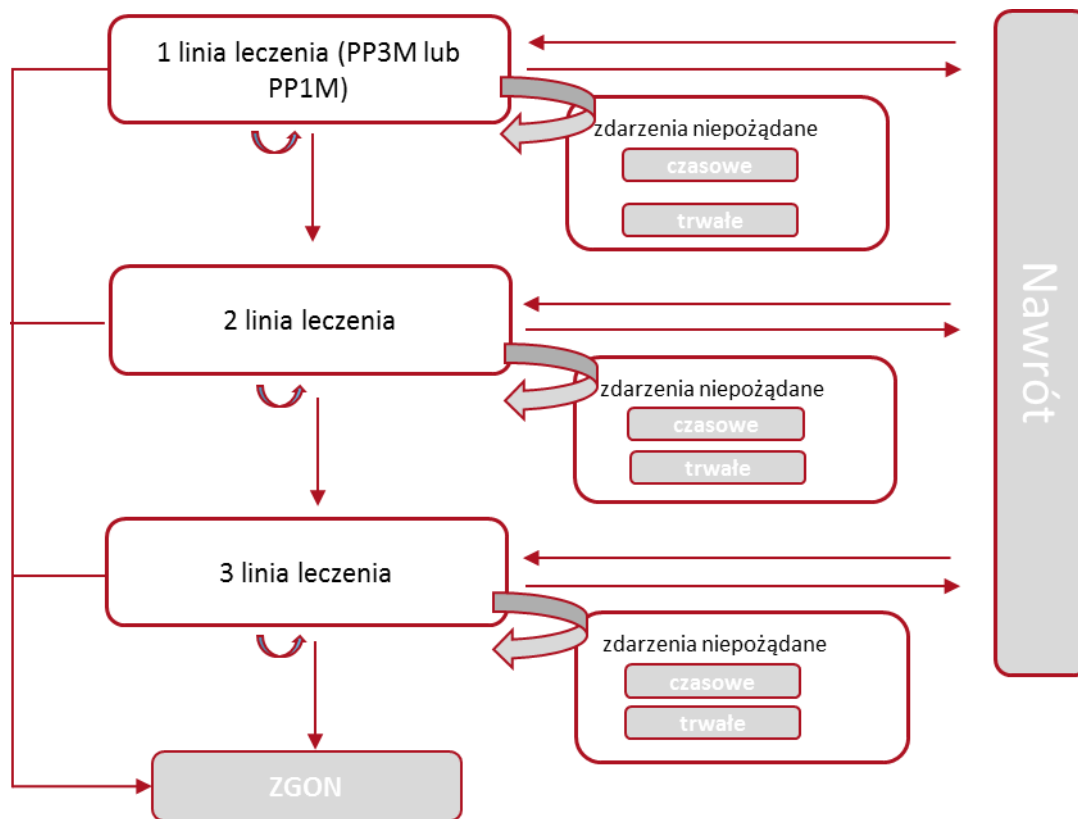 1 linia leczenia (PP3M lub
PP1M)
zdarzenia niepożądane
czasowe
trwałe
2 linia leczenia
zdarzenia niepożądane
czasowe
trwałe
3 linia leczenia
zdarzenia niepożądane
czasowe
trwałe
ZGON
Nawrót